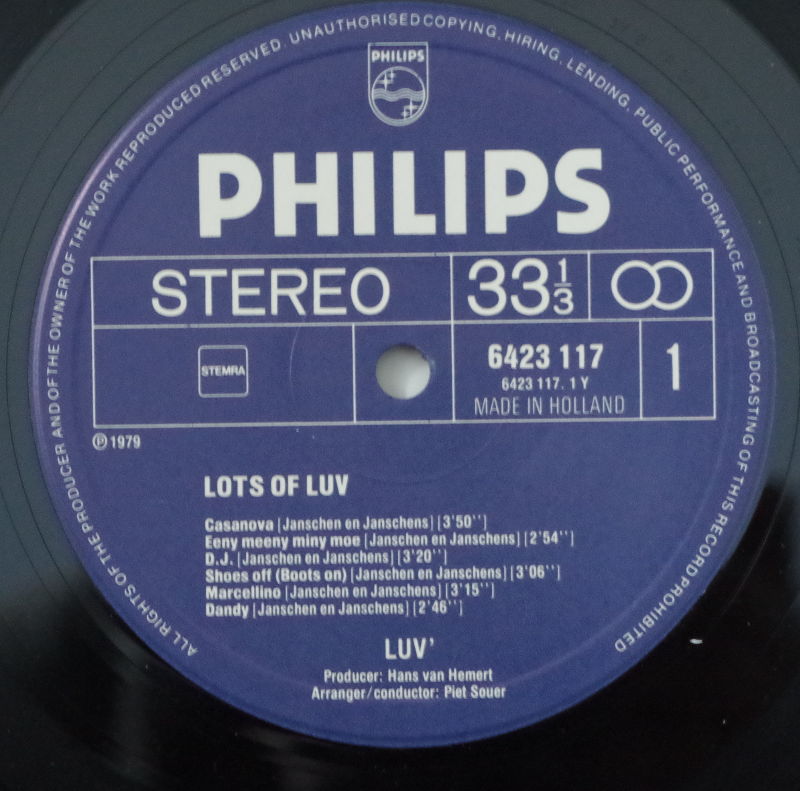 ALL RIGHTS OF THE PRODUCER AND OF THE OWNER OF THE WORK REPRODUCED RESERVED. UNAUTHORISED COPYING, HIRING, LENDING, PUBLIC PERFORMANCE AND BROADCASTING OF THIS RECORD PROHIBITED
PHILIPS
PHILIPS
STEREO 33 1/3
STEMRA 6423 117 1
6423 117. 1 Y
MADE IN HOLLAND
℗ 1979
LOTS OF LUV
Casanova [Janschen en Janschens] [3'50'']
Eeny meeny miny moe [Janschen en Janschens] [2'54'']
D.J. [Janschen en Janschens] [3'20'']
Shoes off (Boots on) [Janschen en Janschens] [3'06'']
Marcellino [Janschen en Janschens] [3'15'']
Dandy [Janschen en Janschens] [2'46'']
LUV'
Producer: Hans van Hemert
Arranger/conductor: Piet Souer